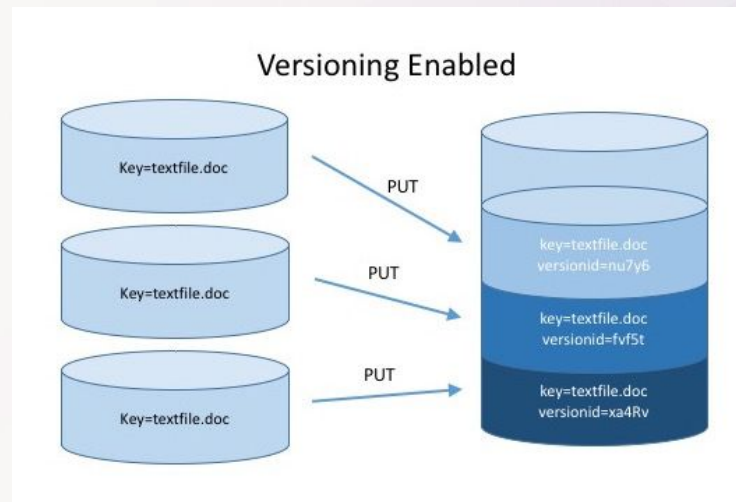 Versioning Enabled
Key=textfile.doc
PUT
key=textfile.doc
versionid=nu7y6
Key=textfile.doc
PUT
key=textfile.doc
versionid=fvf5t
Key=textfile.doc
PUT
key=textfile.doc
versionid=xa4Rv